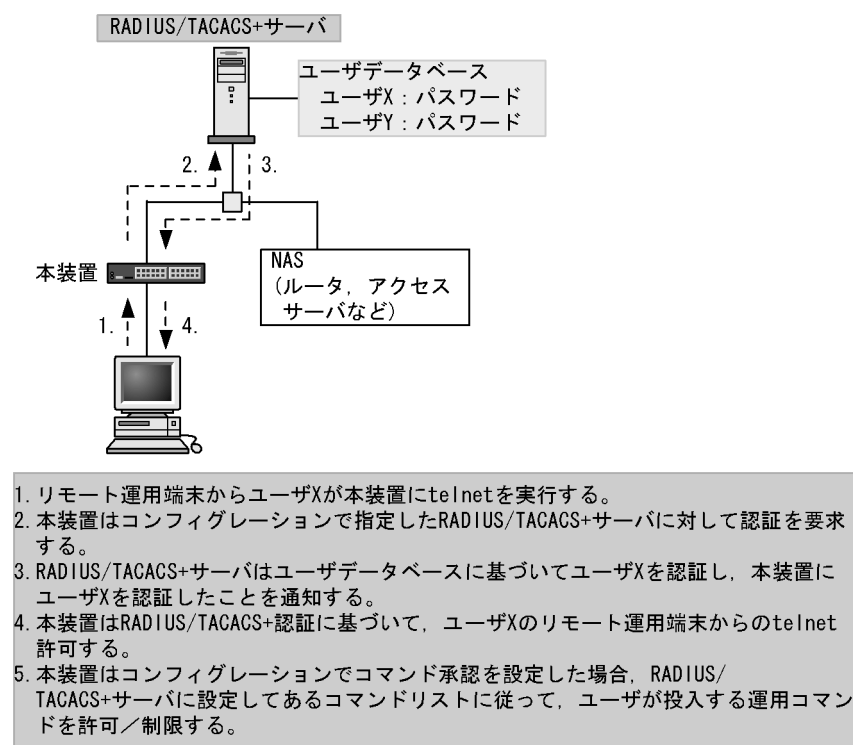 RADIUS/TACACS+サーバ
ユーザデータベース
ユーザX：パスワード
ユーザY：パスワード
2.
3.
本装置
NAS
(ルータ，アクセス
サーバなど)
1.
4.
1. リモート運用端末からユーザXが本装置にtelnetを実行する。
2. 本装置はコンフィグレーションで指定したRADIUS/TACACS+サーバに対して認証を要求
する。
3. RADIUS/TACACS+サーバはユーザデータベースに基づいてユーザXを認証し，本装置に
ユーザXを認証したことを通知する。
4. 本装置はRADIUS/TACACS+認証に基づいて，ユーザXのリモート運用端末からのtelnet
許可する。
5. 本装置はコンフィグレーションでコマンド承認を設定した場合，RADIUS/
TACACS+サーバに設定してあるコマンドリストに従って，ユーザが投入する運用コマン
ドを許可／制限する。